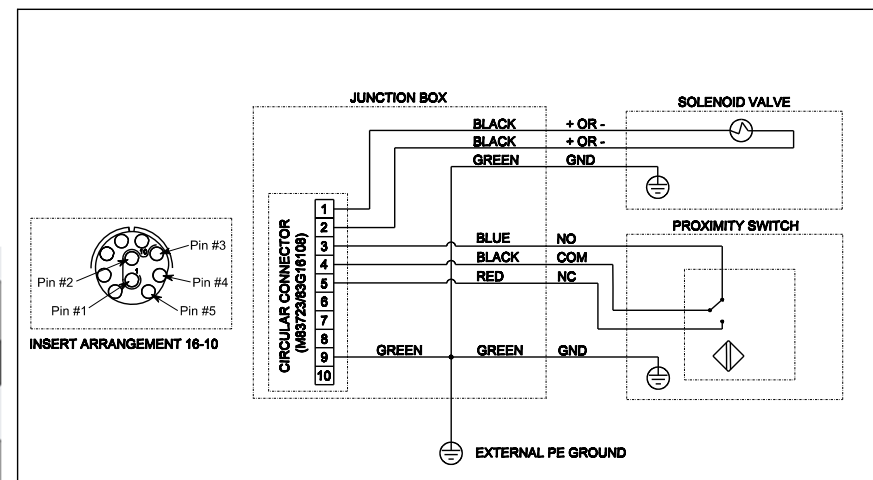 JUNCTION BOX
SOLENOID VALVE
BLACK + OR -
BLACK + OR -
GREEN GND
CIRCULAR CONNECTOR
(M83723/83G16108)
1
2
3
4
5
6
7
8
9
10
PROXIMITY SWITCH
BLUE NO
BLACK COM
RED NC
GREEN GREEN GND
EXTERNAL PE GROUND
10
1
Pin #3
Pin #2
Pin #4
Pin #1
Pin #5
INSERT ARRANGEMENT 16-10